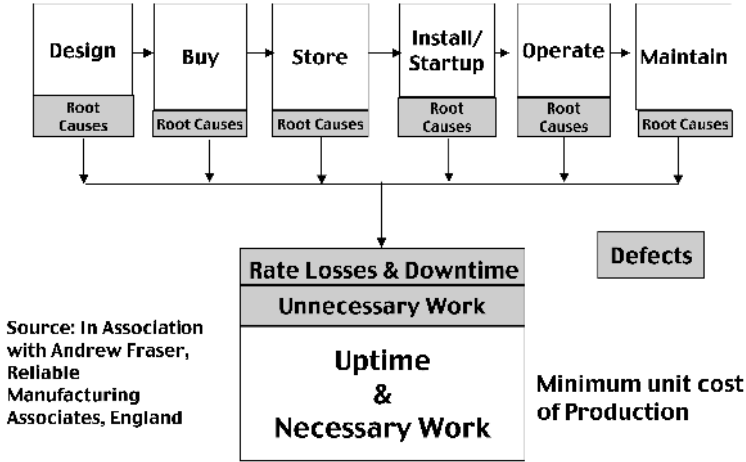 Design
Buy
Store
Install/
Startup
Operate
Maintain
Root
Causes
Root Causes
Root Causes
Root
Causes
Root
Causes
Root Causes
Rate Losses & Downtime
Defects
Unnecessary Work
Source: In Association
with Andrew Fraser,
Reliable
Manufacturing
Associates, England
Uptime
&
Necessary Work
Minimum unit cost
of Production